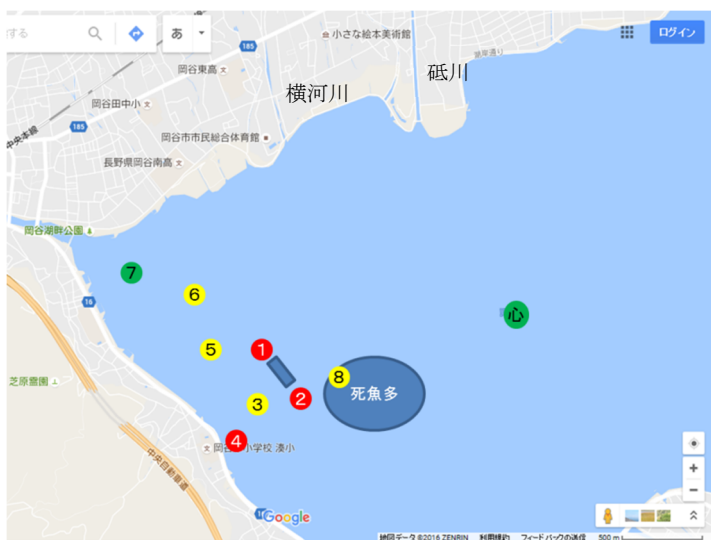 する
あ
185
ログイン
小さな絵本美術館
湖岸通り
砥川
岡谷東高
横河川
岡谷田中小
185
中央本線
岡谷市市民総合体育館
長野県岡谷南高
岡谷湖畔公園
7
16
6
心
5
1
芝原霊園
8
死魚多
3
2
4
小学校 湊小
中央自動車道
Google
地図データ ©2016 ZENRIN 利用規約 フィードバックの送信 500 m